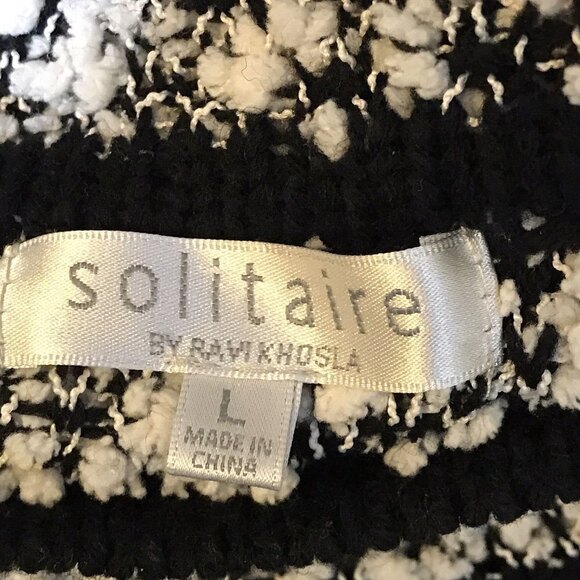 solitaire
BY RAVI KHOSLA
L
MADE IN
CHINA